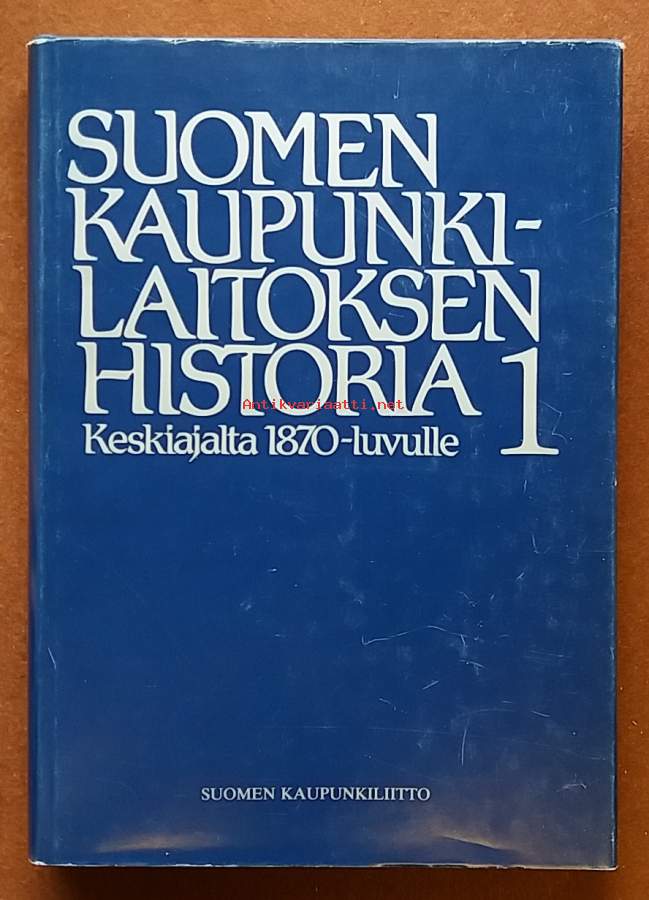 SUOMEN
KAUPUNKI-
LAITOKSEN
HISTORIA 1
Antikvariaatti.net
Keskiajalta 1870-luvulle
SUOMEN KAUPUNKILIITTO